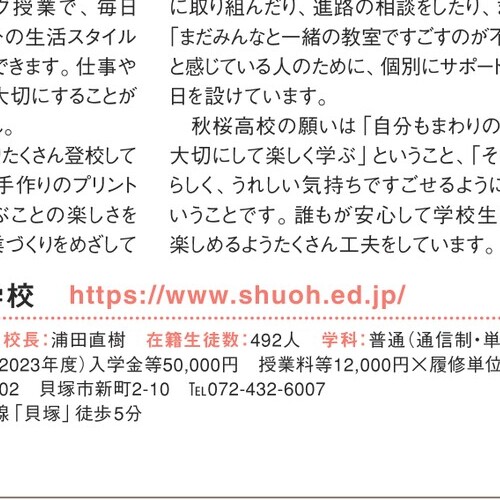 ク授業で、毎日
トの生活スタイル
できます。仕事や
大切にすることが
ん。
りたくさん登校して
手作りのプリント
ぶことの楽しさを
業づくりをめざして
に取り組んだり、進路の相談をしたり、
「まだみんなと一緒の教室ですごすのが不
と感じている人のために、個別にサポート
日を設けています。
秋桜高校の願いは「自分もまわりの
大切にして楽しく学ぶ」ということ、「そ
らしく、うれしい気持ちですごせるように
いうことです。誰もが安心して学校生
楽しめるようたくさん工夫をしています。
学校 https://www.shuoh.ed.jp/
校長：浦田直樹 在籍生徒数：492人 学科：普通（通信制・単
2023年度）入学金等50,000円 授業料等12,000円×履修単位
02 貝塚市新町2-10 ℡072-432-6007
線「貝塚」徒歩5分